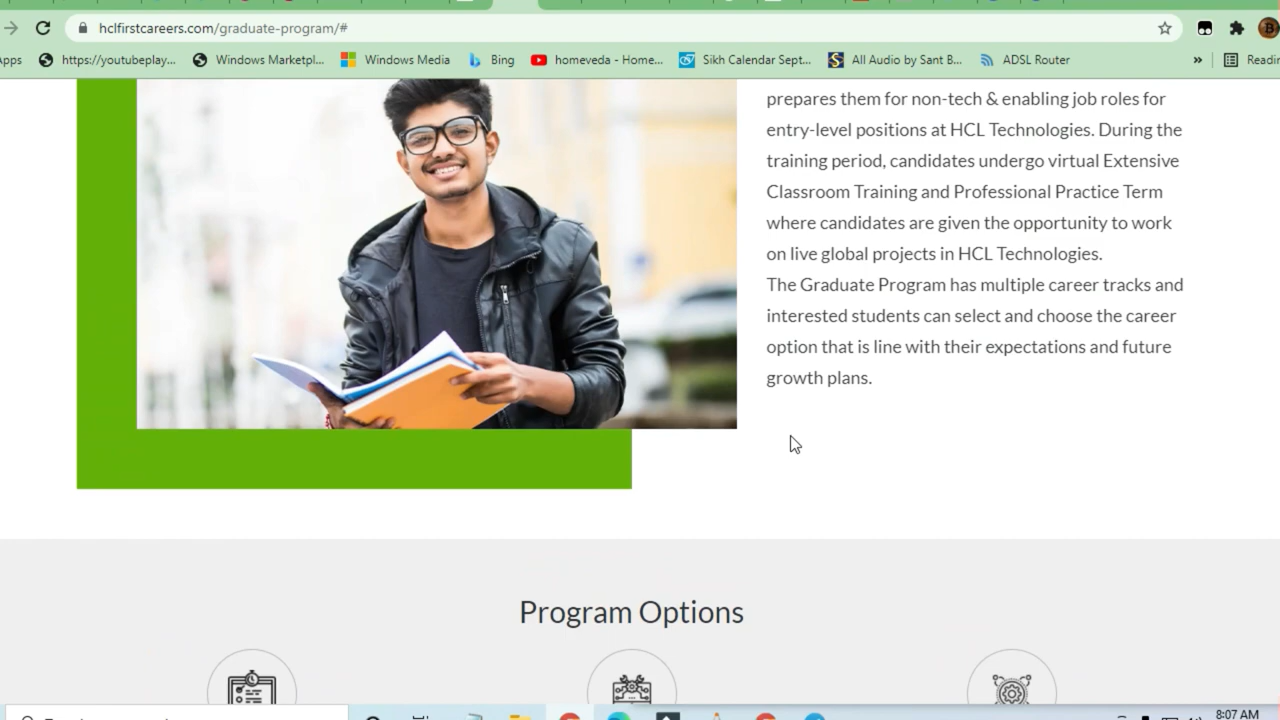 hclfirstcareers.com/graduate-program/#
Apps https://youtubeplay... Windows Marketpl... Windows Media Bing homeveda - Home... Sikh Calendar Sept... All Audio by Sant B... ADSL Router »
prepares them for non-tech & enabling job roles for
entry-level positions at HCL Technologies. During the
training period, candidates undergo virtual Extensive
Classroom Training and Professional Practice Term
where candidates are given the opportunity to work
on live global projects in HCL Technologies.
The Graduate Program has multiple career tracks and
interested students can select and choose the career
option that is line with their expectations and future
growth plans.
Program Options
8:07 AM